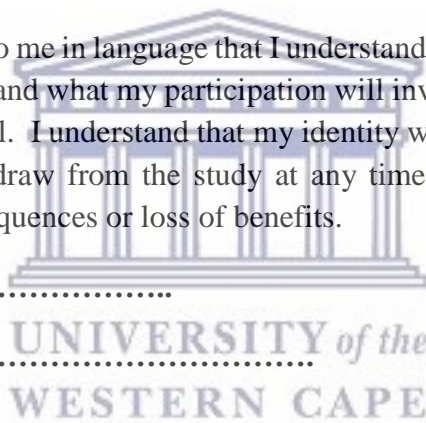 o me in language that I understand
and what my participation will inv
l. I understand that my identity w
draw from the study at any time
quences or loss of benefits.
………………..
UNIVERSITY of the
……………………………….
WESTERN CAPE